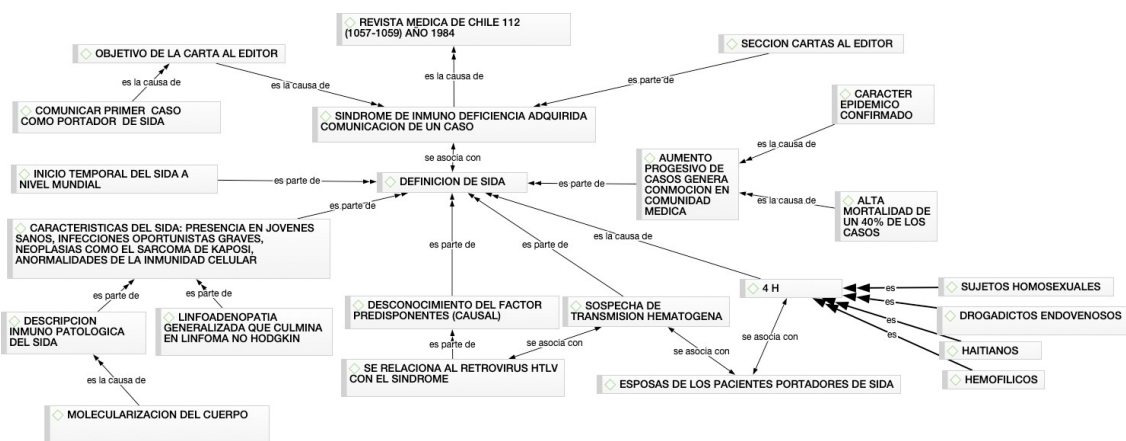 REVISTA MEDICA DE CHILE 112
(1057-1059) AÑO 1984
OBJETIVO DE LA CARTA AL EDITOR
SECCION CARTAS AL EDITOR
es la causa de
es la causa de
es la causa de
es parte de
COMUNICAR PRIMER CASO
COMO PORTADOR DE SIDA
SINDROME DE INMUNO DEFICIENCIA ADQUIRIDA
COMUNICACION DE UN CASO
CARACTER
EPIDEMICO
CONFIRMADO
se asocia con
es la causa de
INICIO TEMPORAL DEL SIDA A
NIVEL MUNDIAL
es parte de
DEFINICION DE SIDA
es parte de
AUMENTO
PROGESIVO DE
CASOS GENERA
CONMOCION EN
COMUNIDAD
MEDICA
es la causa de
ALTA
MORTALIDAD DE
UN 40% DE LOS
CASOS
es parte de
CARACTERISTICAS DEL SIDA: PRESENCIA EN JOVENES
SANOS, INFECCIONES OPORTUNISTAS GRAVES,
NEOPLASIAS COMO EL SARCOMA DE KAPOSI,
ANORMALIDADES DE LA INMUNIDAD CELULAR
es parte de
es parte de
es la causa de
es parte de
es parte de
4 H
es
SUJETOS HOMOSEXUALES
es
DROGADICTOS ENDOVENOSOS
es
HAITIANOS
es
HEMOFILICOS
DESCRIPCION
INMUNO PATOLOGICA
DEL SIDA
LINFOADENOPATIA
GENERALIZADA QUE CULMINA
EN LINFOMA NO HODGKIN
DESCONOCIMIENTO DEL FACTOR
PREDISPONENTES (CAUSAL)
SOSPECHA DE
TRANSMISION HEMATOGENA
es parte de
se asocia con
se asocia con
se asocia con
SE RELACIONA AL RETROVIRUS HTLV
CON EL SINDROME
ESPOSAS DE LOS PACIENTES PORTADORES DE SIDA
es la causa de
MOLECULARIZACION DEL CUERPO